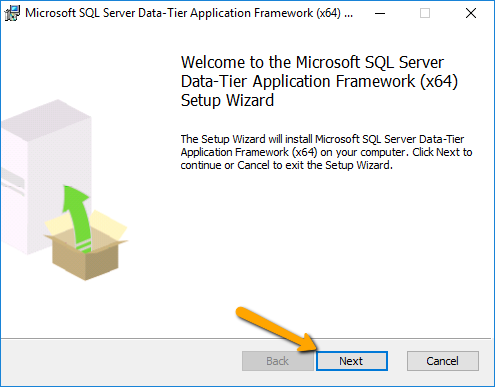 Microsoft SQL Server Data-Tier Application Framework (x64) ...
Welcome to the Microsoft SQL Server
Data-Tier Application Framework (x64)
Setup Wizard
The Setup Wizard will install Microsoft SQL Server Data-Tier
Application Framework (x64) on your computer. Click Next to
continue or Cancel to exit the Setup Wizard.
Back Next Cancel